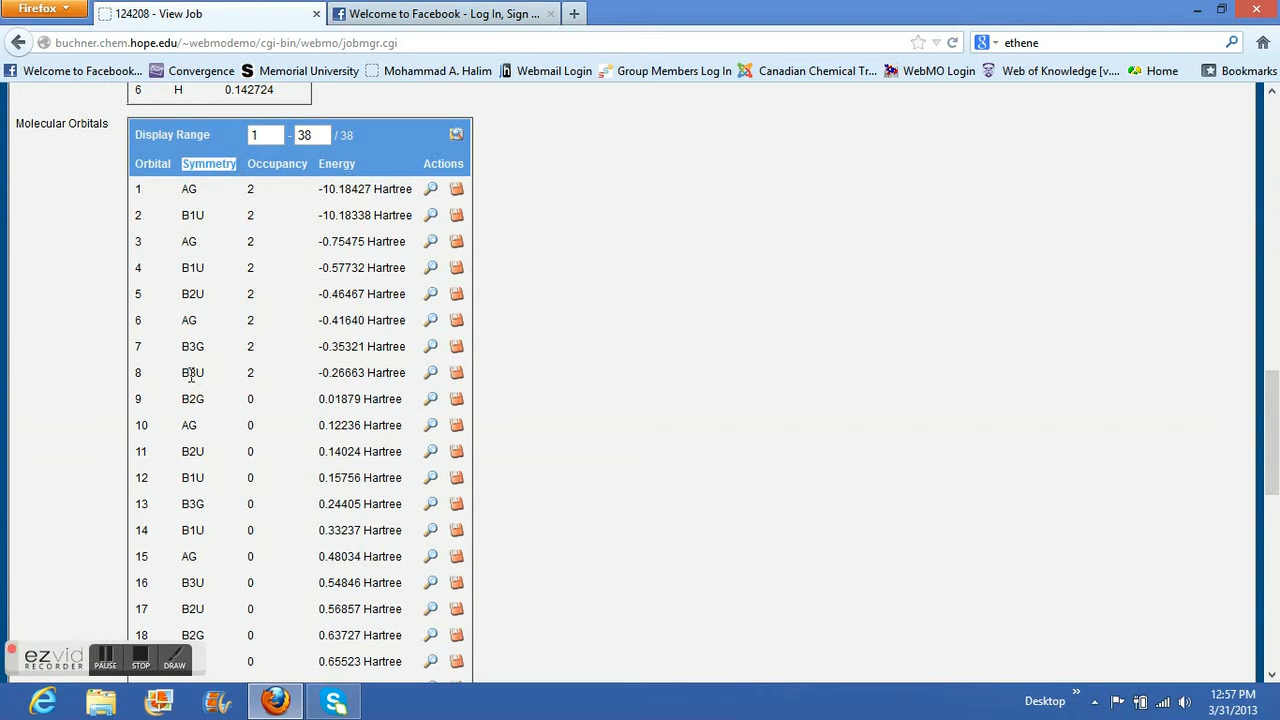 Firefox
124208 - View Job
Welcome to Facebook - Log In, Sign ...
buchner.chem.hope.edu/~webmodemo/cgi-bin/webmo/jobmgr.cgi
ethene
Welcome to Facebook...
Convergence
Memorial University
Mohammad A. Halim
Webmail Login
Group Members Log In
Canadian Chemical Tr...
WebMO Login
Web of Knowledge [v....
Home
Bookmarks
6 H 0.142724
Molecular Orbitals
Display Range 1 - 38 / 38
Orbital Symmetry Occupancy Energy Actions
1 AG 2 -10.18427 Hartree
2 B1U 2 -10.18338 Hartree
3 AG 2 -0.75475 Hartree
4 B1U 2 -0.57732 Hartree
5 B2U 2 -0.46467 Hartree
6 AG 2 -0.41640 Hartree
7 B3G 2 -0.35321 Hartree
8 B3U 2 -0.26663 Hartree
9 B2G 0 0.01879 Hartree
10 AG 0 0.12236 Hartree
11 B2U 0 0.14024 Hartree
12 B1U 0 0.15756 Hartree
13 B3G 0 0.24405 Hartree
14 B1U 0 0.33237 Hartree
15 AG 0 0.48034 Hartree
16 B3U 0 0.54846 Hartree
17 B2U 0 0.56857 Hartree
18 B2G 0 0.63727 Hartree
0 0.65523 Hartree
ezvid
RECORDER
PAUSE
STOP
DRAW
Desktop
12:57 PM
3/31/2013